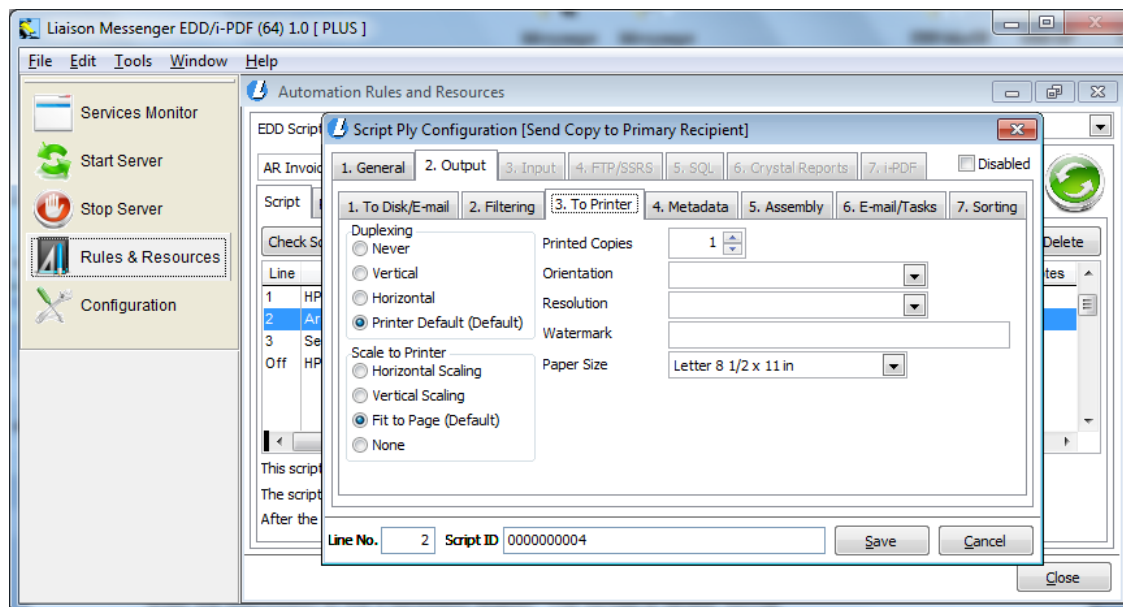 Liaison Messenger EDD/i-PDF (64) 1.0 [ PLUS ]
File Edit Tools Window Help
Services Monitor
Start Server
Stop Server
Rules & Resources
Configuration
Automation Rules and Resources
EDD Script
AR Invoic
Script
Check Sc
Delete
Line
tes
1 HP
2 Ar
3 Se
Off HP
This script
The script
After the
Script Ply Configuration [Send Copy to Primary Recipient]
1. General 2. Output 3. Input 4. FTP/SSRS 5. SQL 6. Crystal Reports 7. i-PDF Disabled
1. To Disk/E-mail 2. Filtering 3. To Printer 4. Metadata 5. Assembly 6. E-mail/Tasks 7. Sorting
Duplexing
Never
Vertical
Horizontal
Printer Default (Default)
Scale to Printer
Horizontal Scaling
Vertical Scaling
Fit to Page (Default)
None
Printed Copies 1
Orientation
Resolution
Watermark
Paper Size Letter 8 1/2 x 11 in
Line No. 2 Script ID 0000000004 Save Cancel
Close